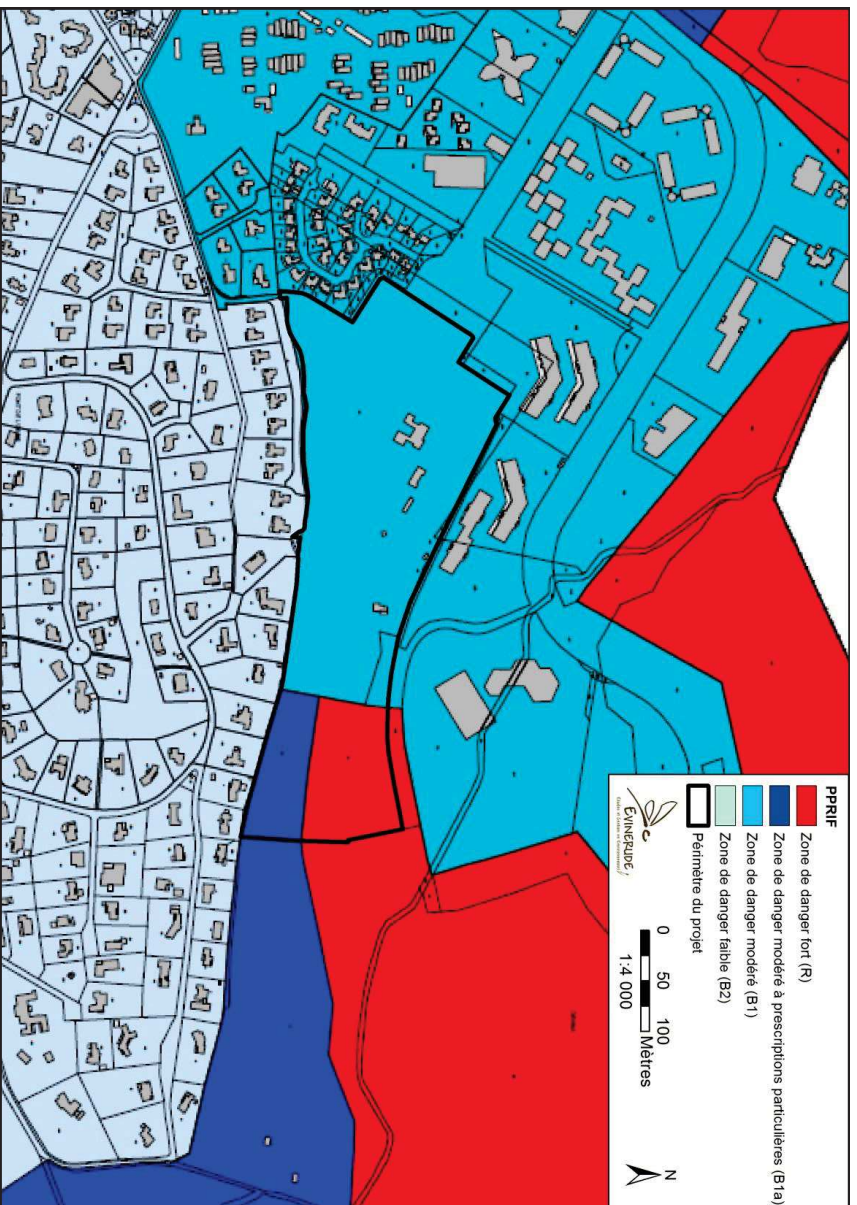 PPRIF
Zone de danger fort (R)
Zone de danger modéré à prescriptions particulières (B1a)
Zone de danger modéré (B1)
Zone de danger faible (B2)
Périmètre du projet
EVINERUDE
0 50 100
Mètres
1:4 000
N